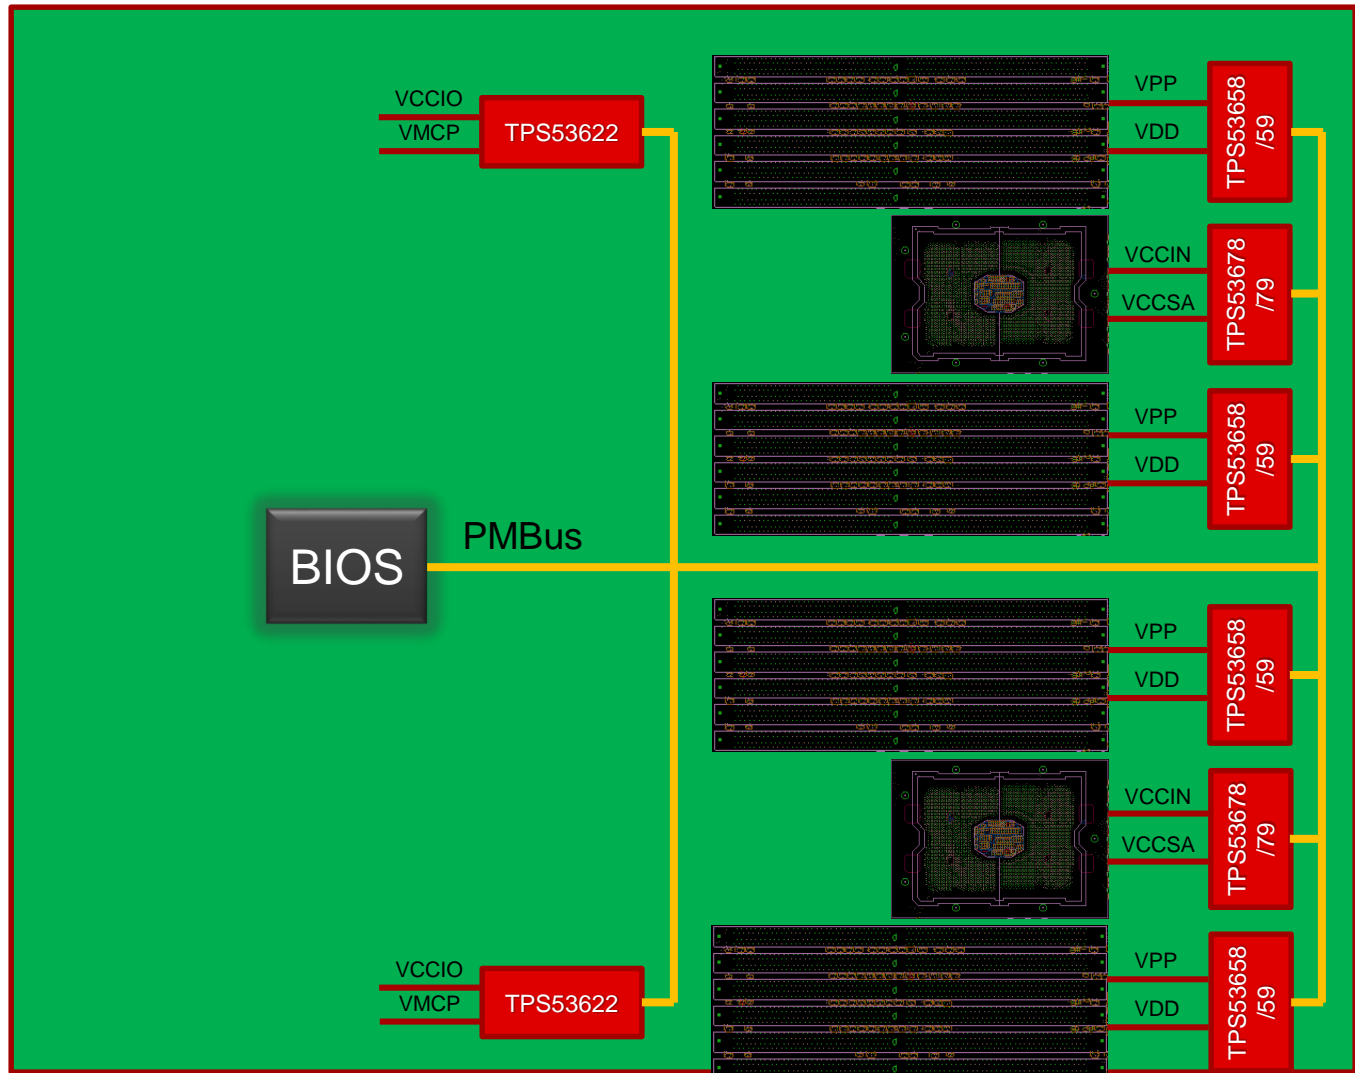 VCCIO
VMCP
TPS53622
VPP
VDD
TPS53658
/59
VCCIN
VCCSA
TPS53678
/79
VPP
VDD
TPS53658
/59
BIOS
PMBus
VPP
VDD
TPS53658
/59
VCCIN
VCCSA
TPS53678
/79
VCCIO
VMCP
TPS53622
VPP
VDD
TPS53658
/59